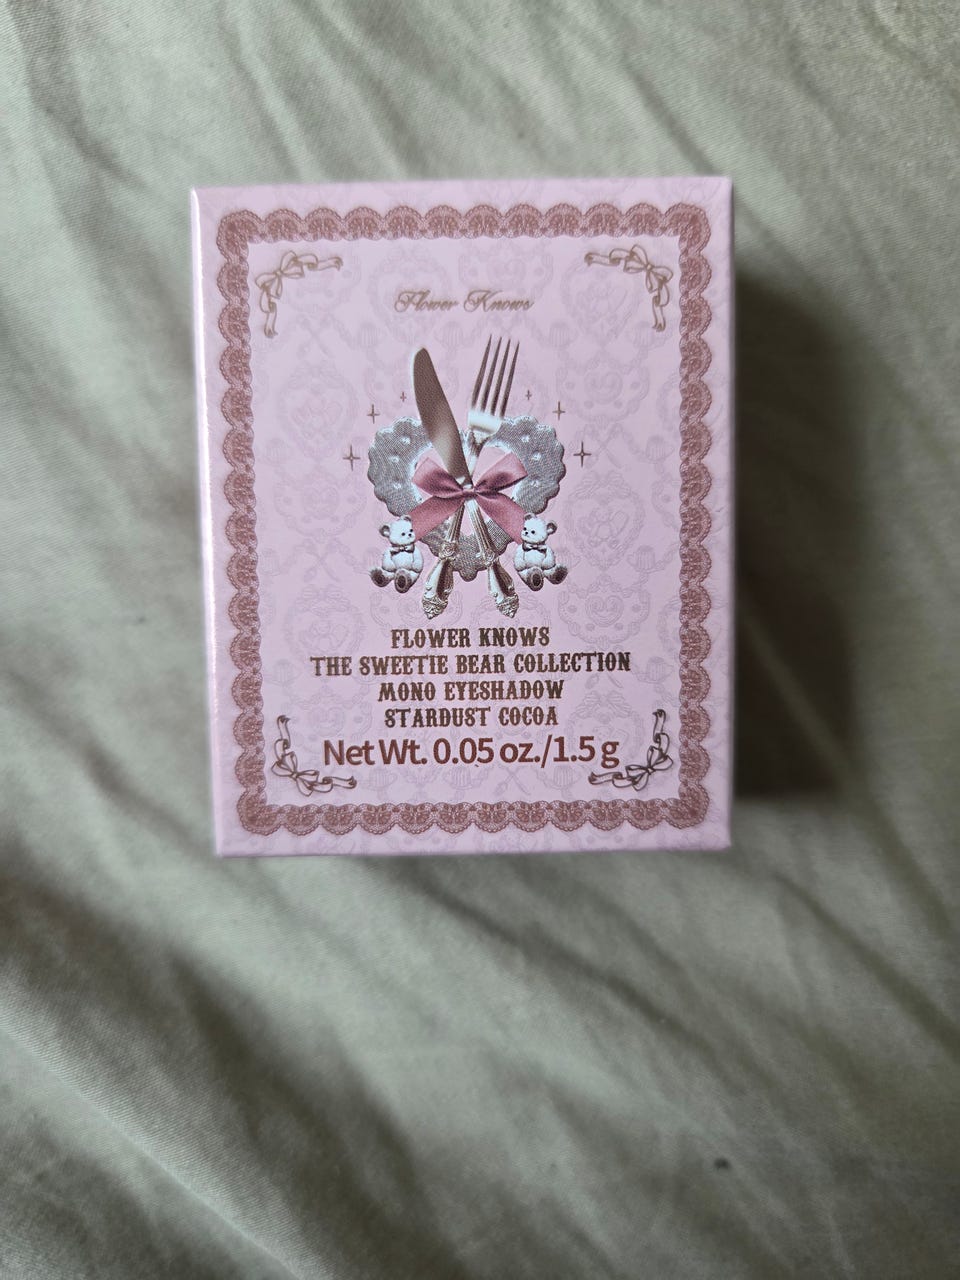 Flower Knows
FLOWER KNOWS
THE SWEETIE BEAR COLLECTION
MONO EYESHADOW
STARDUST COCOA
Net Wt. 0.05 oz./1.5 g